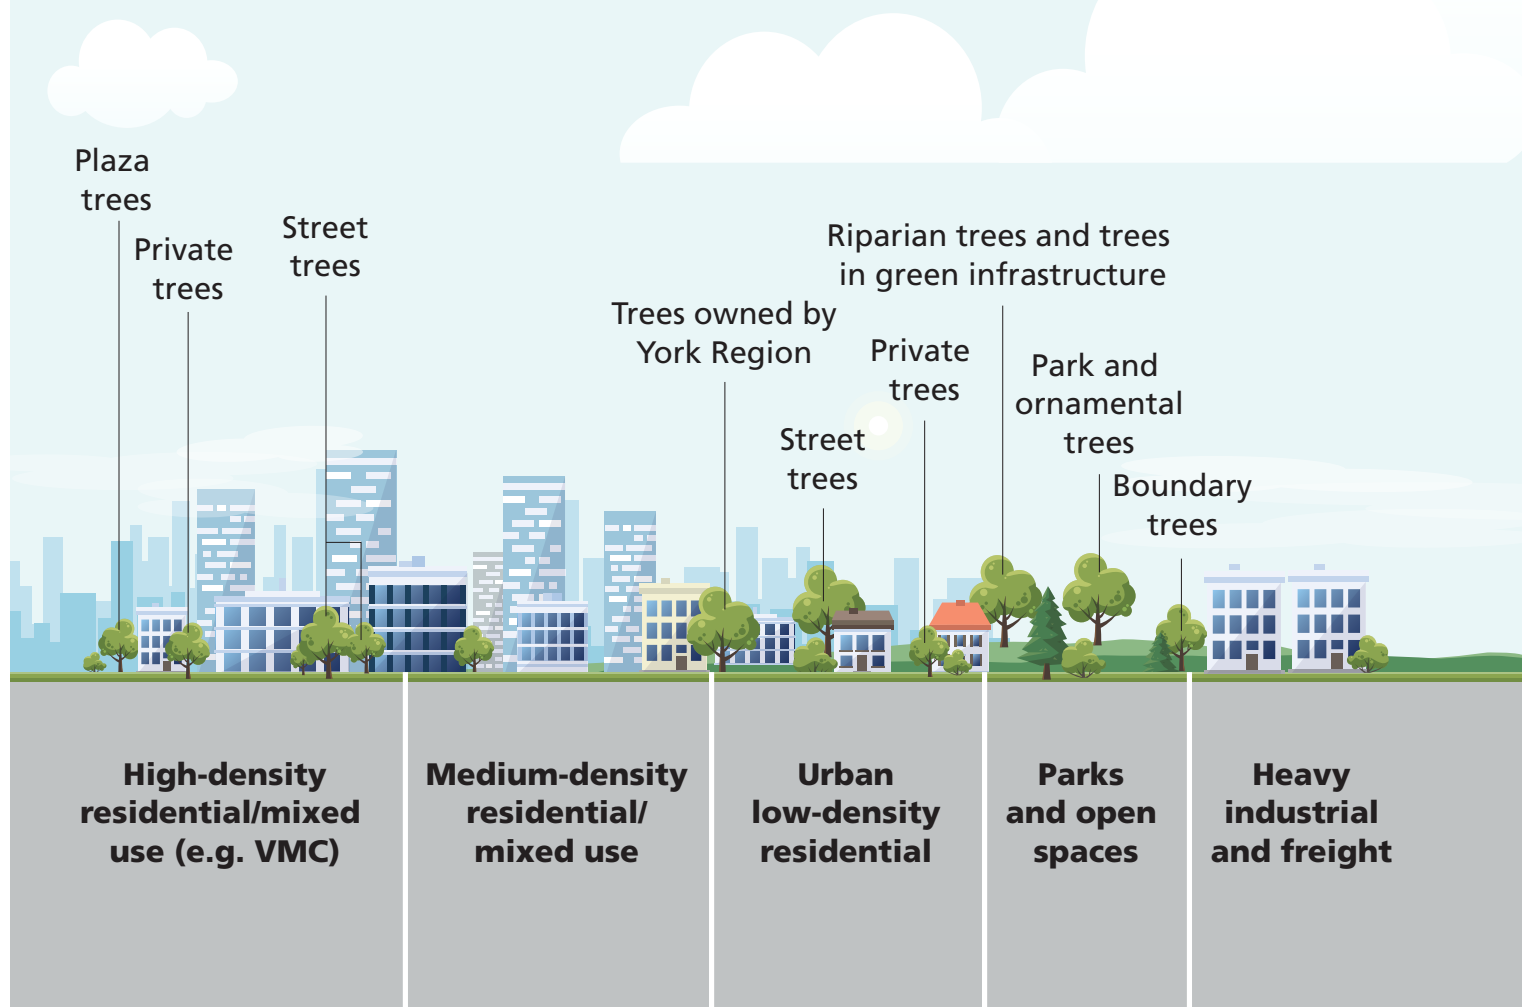 Plaza
trees
Private
trees
Street
trees
Trees owned by
York Region
Street
trees
Private
trees
Riparian trees and trees
in green infrastructure
Park and
ornamental
trees
Boundary
trees
High-density
residential/mixed
use (e.g. VMC)
Medium-density
residential/
mixed use
Urban
low-density
residential
Parks
and open
spaces
Heavy
industrial
and freight